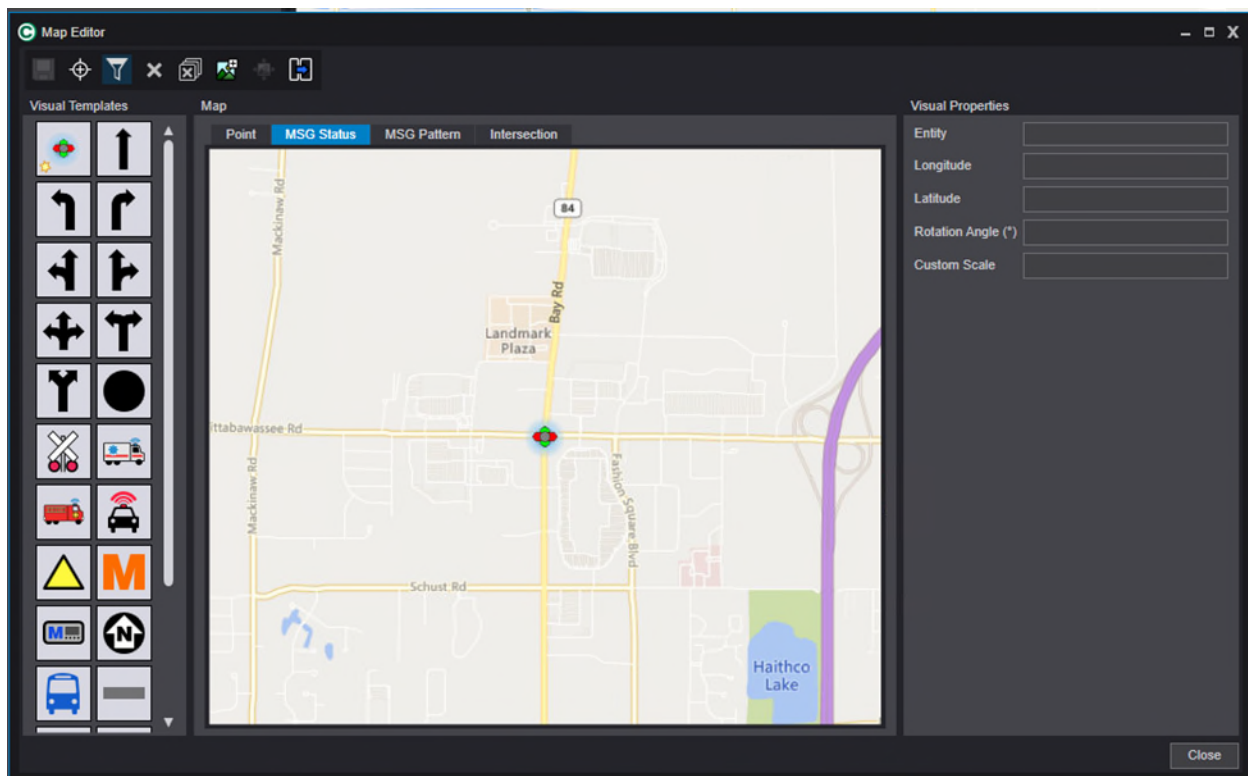 Map Editor
X
Visual Templates
Map
Visual Properties
Point
MSG Status
MSG Pattern
Intersection
Entity
Longitude
Latitude
Rotation Angle (°)
Custom Scale
Mackinaw Rd
84
Bay Rd
Landmark
Plaza
ittabawassee Rd
Mackinaw Rd
Fashion Square Blvd
Schust Rd
Haithco
Lake
M
M
N
Close